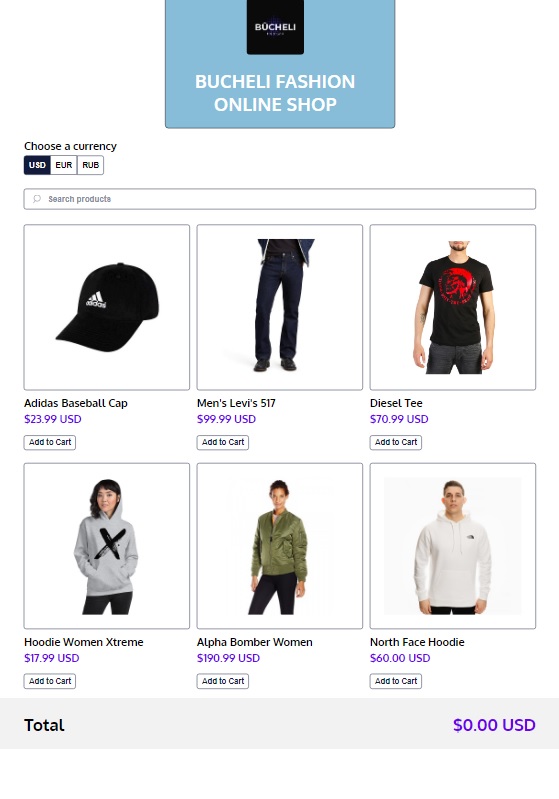 BÜCHELI
BUCHELI FASHION
ONLINE SHOP
Choose a currency
USD EUR RUB
Search products
adidas
Adidas Baseball Cap
$23.99 USD
Add to Cart
Men's Levi's 517
$99.99 USD
Add to Cart
Diesel Tee
$70.99 USD
Add to Cart
Hoodie Women Xtreme
$17.99 USD
Add to Cart
Alpha Bomber Women
$190.99 USD
Add to Cart
North Face Hoodie
$60.00 USD
Add to Cart
Total $0.00 USD